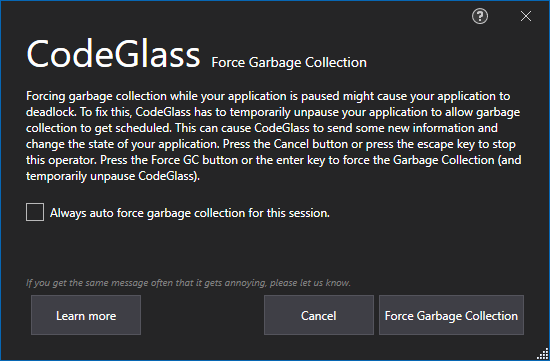 CodeGlass Force Garbage Collection
Forcing garbage collection while your application is paused might cause your application to
deadlock. To fix this, CodeGlass has to temporarily unpause your application to allow garbage
collection to get scheduled. This can cause CodeGlass to send some new information and
change the state of your application. Press the Cancel button or press the escape key to stop
this operator. Press the Force GC button or the enter key to force the Garbage Collection (and
temporarily unpause CodeGlass).
Always auto force garbage collection for this session.
If you get the same message often that it gets annoying, please let us know.
Learn more
Cancel
Force Garbage Collection